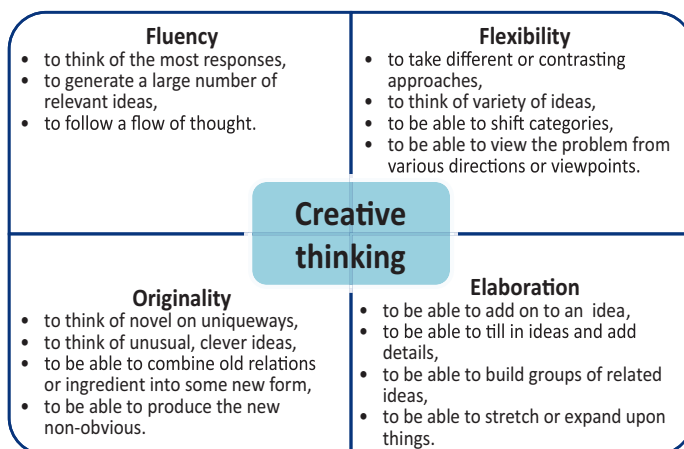 Fluency
• to think of the most responses,
• to generate a large number of
relevant ideas,
• to follow a flow of thought.
Flexibility
• to take different or contrasting
approaches,
• to think of variety of ideas,
• to be able to shift categories,
• to be able to view the problem from
various directions or viewpoints.
Creative
thinking
Originality
• to think of novel on uniqueways,
• to think of unusual, clever ideas,
• to be able to combine old relations
or ingredient into some new form,
• to be able to produce the new
non-obvious.
Elaboration
• to be able to add on to an idea,
• to be able to till in ideas and add
details,
• to be able to build groups of related
ideas,
• to be able to stretch or expand upon
things.